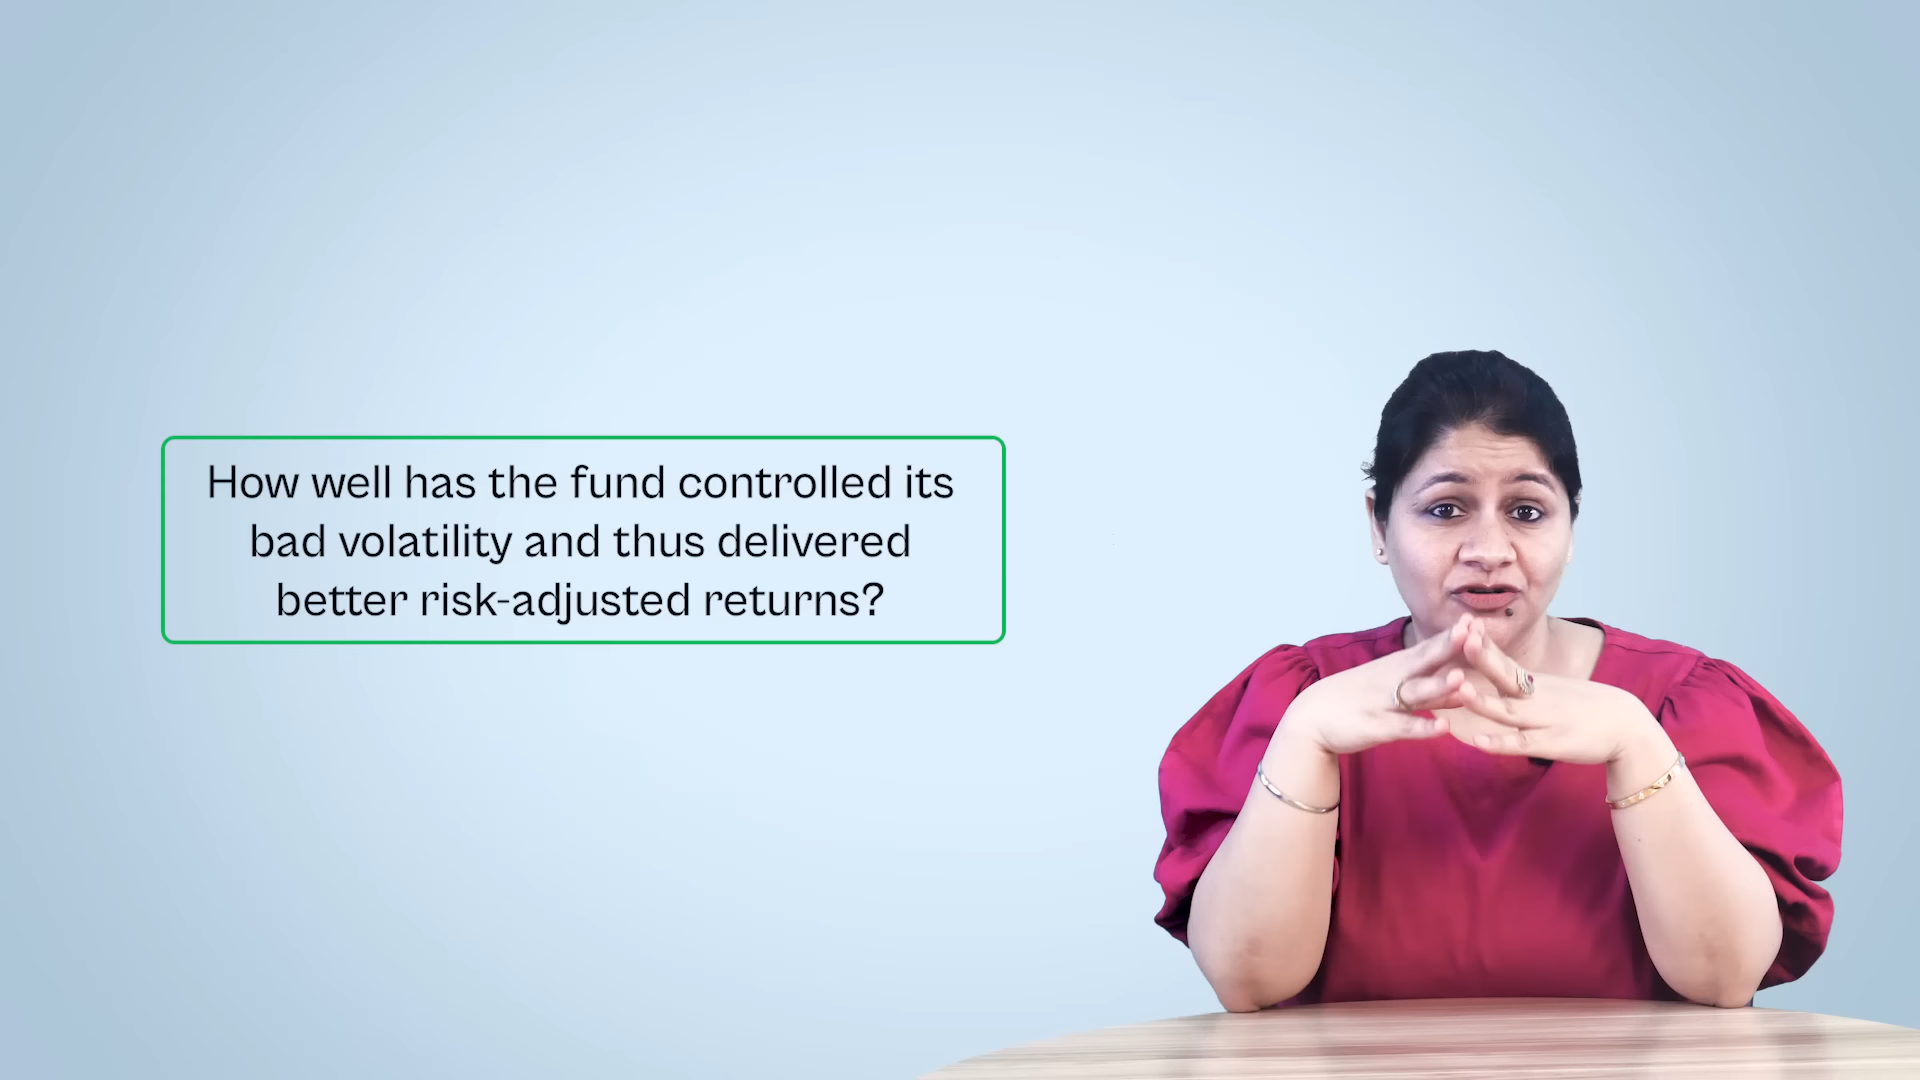 How well has the fund controlled its
bad volatility and thus delivered
better risk-adjusted returns?